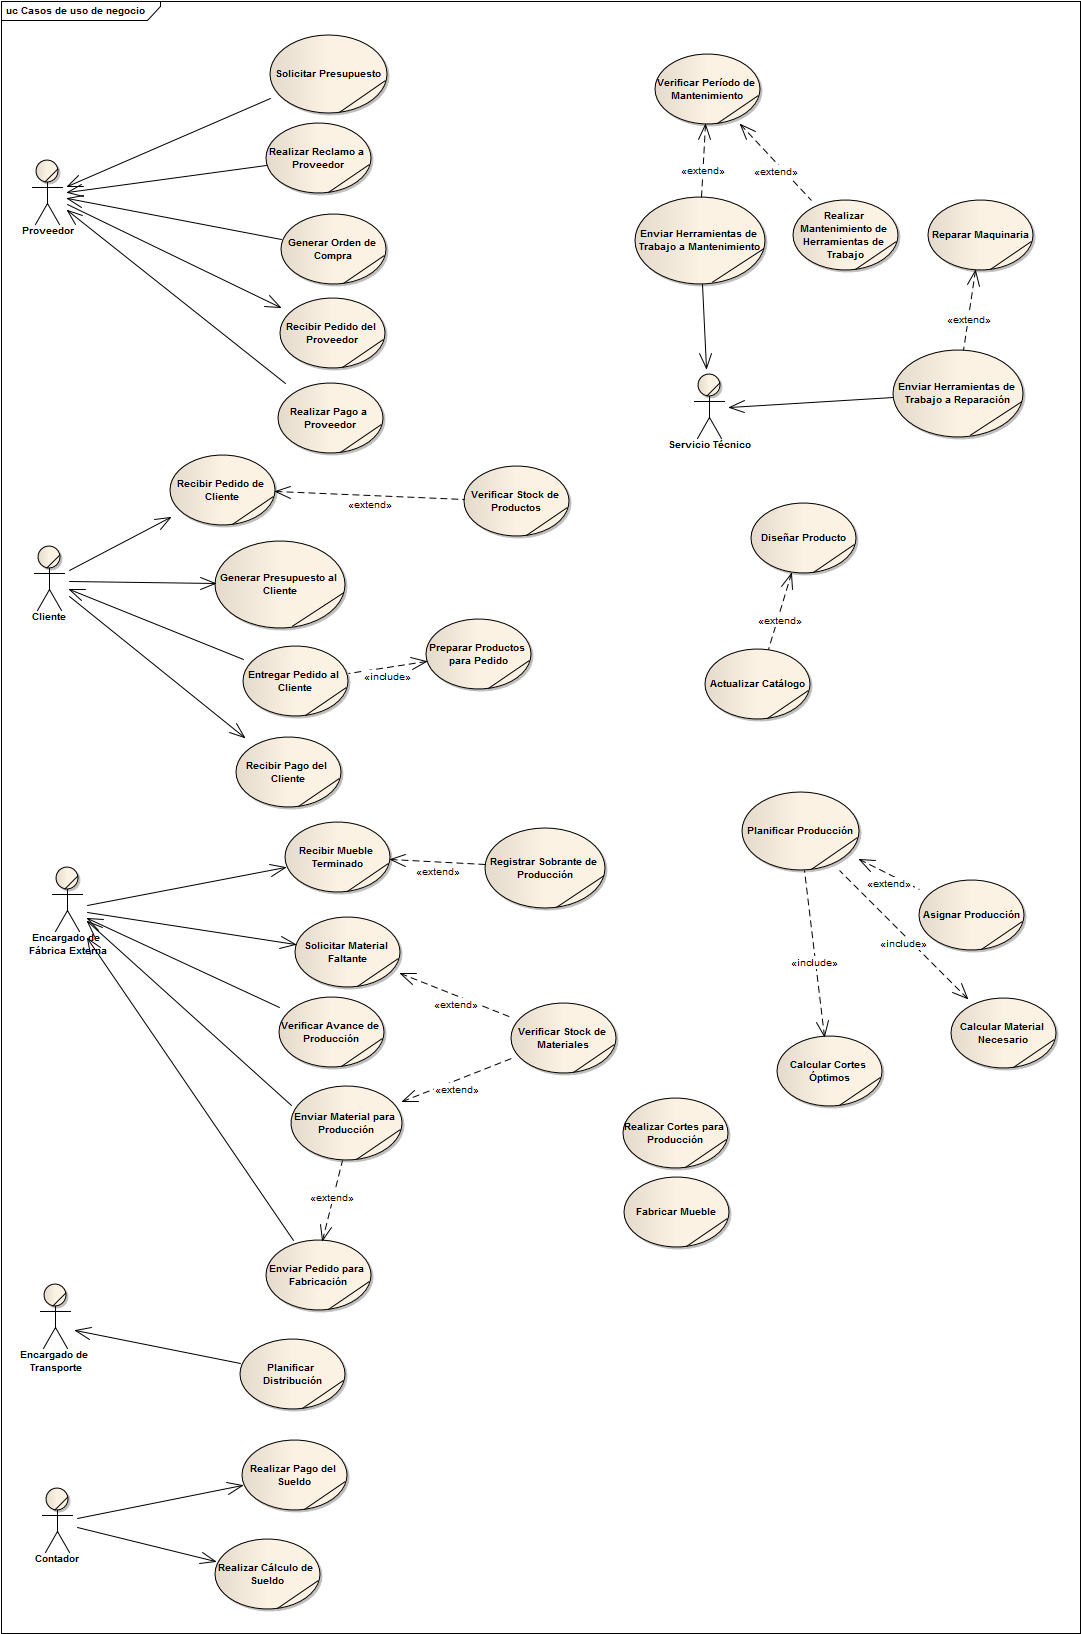 uc Casos de uso de negocio
Solicitar Presupuesto
Realizar Reclamo a
Proveedor
Proveedor
Generar Orden de
Compra
Recibir Pedido del
Proveedor
Realizar Pago a
Proveedor
Verificar Período de
Mantenimiento
«extend»
«extend»
Enviar Herramientas de
Trabajo a Mantenimiento
Realizar
Mantenimiento de
Herramientas de
Trabajo
Reparar Maquinaria
«extend»
Enviar Herramientas de
Trabajo a Reparación
Servicio Técnico
Recibir Pedido de
Cliente
«extend»
Verificar Stock de
Productos
Cliente
Generar Presupuesto al
Cliente
Entregar Pedido al
Cliente
«include»
Preparar Productos
para Pedido
Recibir Pago del
Cliente
Diseñar Producto
«extend»
Actualizar Catálogo
Recibir Mueble
Terminado
«extend»
Registrar Sobrante de
Producción
Encargado de
Fábrica Externa
Solicitar Material
Faltante
«extend»
Verificar Avance de
Producción
Verificar Stock de
Materiales
«extend»
Enviar Material para
Producción
«extend»
Enviar Pedido para
Fabricación
Planificar Producción
«extend»
Asignar Producción
«include»
«include»
Calcular Material
Necesario
Calcular Cortes
Óptimos
Realizar Cortes para
Producción
Fabricar Mueble
Encargado de
Transporte
Planificar
Distribución
Realizar Pago del
Sueldo
Contador
Realizar Cálculo de
Sueldo